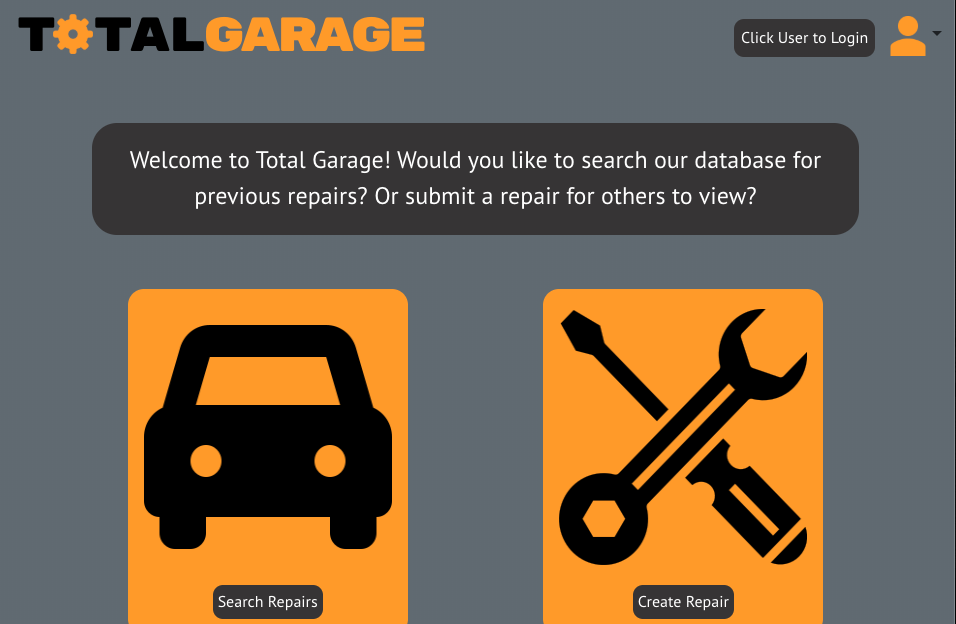 TOTALGARAGE
Click User to Login
Welcome to Total Garage! Would you like to search our database for
previous repairs? Or submit a repair for others to view?
Search Repairs
Create Repair